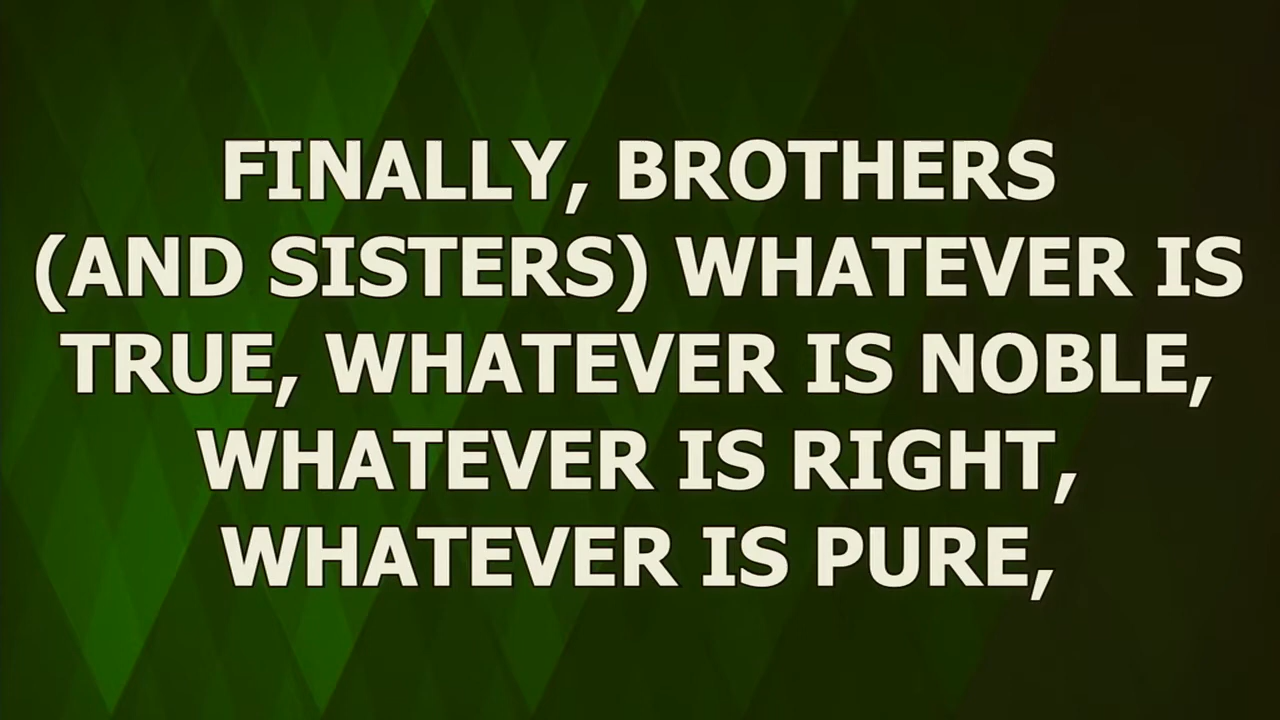 FINALLY, BROTHERS
(AND SISTERS) WHATEVER IS
TRUE, WHATEVER IS NOBLE,
WHATEVER IS RIGHT,
WHATEVER IS PURE,